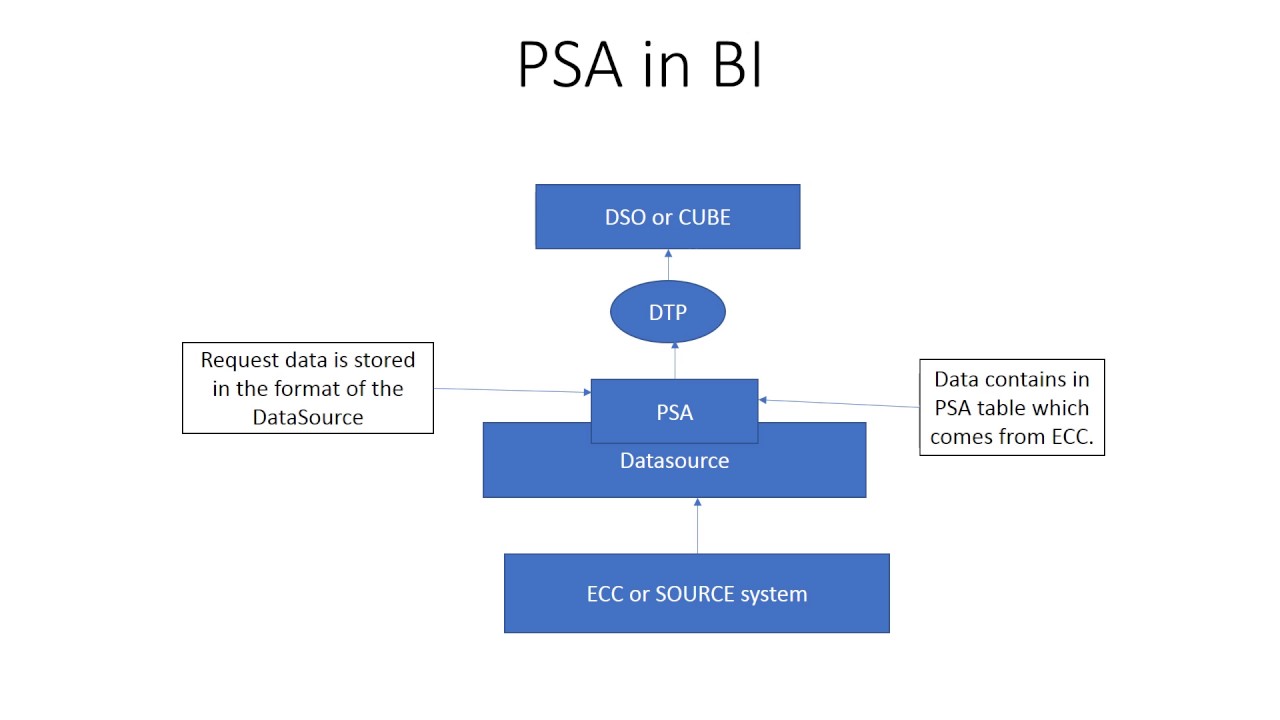 PSA in BI
DSO or CUBE
DTP
Request data is stored
in the format of the
DataSource
PSA
Data contains in
PSA table which
comes from ECC.
Datasource
ECC or SOURCE system